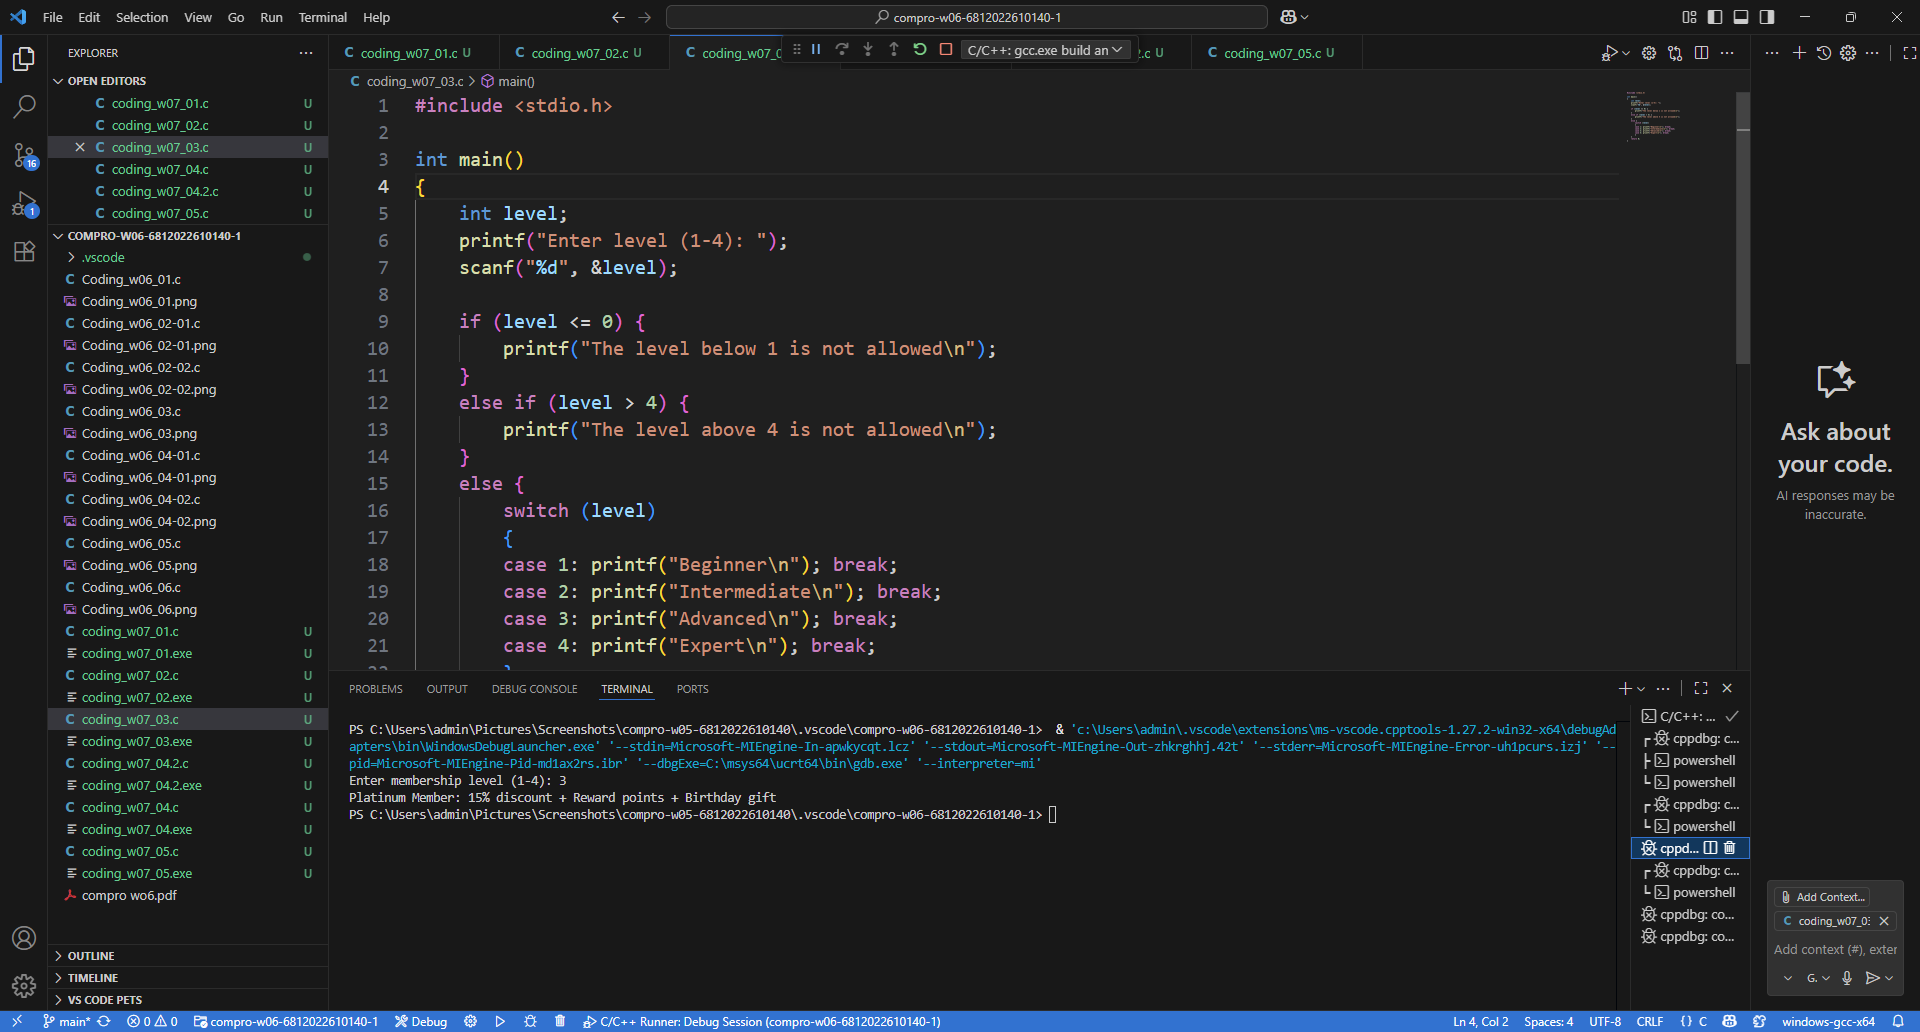 File Edit Selection View Go Run Terminal Help
compro-w06-6812022610140-1
EXPLORER
OPEN EDITORS
C coding_w07_01.c U
C coding_w07_02.c U
C coding_w07_03.c U
C coding_w07_04.c U
C coding_w07_04.2.c U
C coding_w07_05.c U
COMPRO-W06-6812022610140-1
.vscode
C Coding_w06_01.c
Coding_w06_01.png
C Coding_w06_02-01.c
Coding_w06_02-01.png
C Coding_w06_02-02.c
Coding_w06_02-02.png
C Coding_w06_03.c
Coding_w06_03.png
C Coding_w06_04-01.c
Coding_w06_04-01.png
C Coding_w06_04-02.c
Coding_w06_04-02.png
C Coding_w06_05.c
Coding_w06_05.png
C Coding_w06_06.c
Coding_w06_06.png
C coding_w07_01.c U
coding_w07_01.exe U
C coding_w07_02.c U
coding_w07_02.exe U
C coding_w07_03.c U
coding_w07_03.exe U
C coding_w07_04.2.c U
coding_w07_04.2.exe U
C coding_w07_04.c U
coding_w07_04.exe U
C coding_w07_05.c U
coding_w07_05.exe U
compro wo6.pdf
OUTLINE
TIMELINE
VS CODE PETS
16
1
C coding_w07_01.c U
C coding_w07_02.c U
C coding_w07_0
C/C++: gcc.exe build an
2.c U
C coding_w07_05.c U
C coding_w07_03.c > main()
1 #include <stdio.h>
2
3 int main()
4 {
5 int level;
6 printf("Enter level (1-4): ");
7 scanf("%d", &level);
8
9 if (level <= 0) {
10 printf("The level below 1 is not allowed\n");
11 }
12 else if (level > 4) {
13 printf("The level above 4 is not allowed\n");
14 }
15 else {
16 switch (level)
17 {
18 case 1: printf("Beginner\n"); break;
19 case 2: printf("Intermediate\n"); break;
20 case 3: printf("Advanced\n"); break;
21 case 4: printf("Expert\n"); break;
PROBLEMS OUTPUT DEBUG CONSOLE TERMINAL PORTS
PS C:\Users\admin\Pictures\Screenshots\compro-w05-6812022610140\.vscode\compro-w06-6812022610140-1> & 'c:\Users\admin\.vscode\extensions\ms-vscode.cpptools-1.27.2-win32-x64\debugAd
apters\bin\WindowsDebugLauncher.exe' '--stdin=Microsoft-MIEngine-In-apwkycqt.lcz' '--stdout=Microsoft-MIEngine-Out-zhkrghhj.42t' '--stderr=Microsoft-MIEngine-Error-uh1pcurs.izj' '--
pid=Microsoft-MIEngine-Pid-md1ax2rs.ibr' '--dbgExe=C:\msys64\ucrt64\bin\gdb.exe' '--interpreter=mi'
Enter membership level (1-4): 3
Platinum Member: 15% discount + Reward points + Birthday gift
PS C:\Users\admin\Pictures\Screenshots\compro-w05-6812022610140\.vscode\compro-w06-6812022610140-1>
C/C++: ...
cppdbg: c...
powershell
powershell
cppdbg: c...
powershell
cppd...
cppdbg: c...
powershell
cppdbg: co...
cppdbg: co...
Ask about
your code.
AI responses may be
inaccurate.
Add Context...
C coding_w07_0
Add context (#), exter
G.
main* 0 0 compro-w06-6812022610140-1 Debug C/C++ Runner: Debug Session (compro-w06-6812022610140-1) Ln 4, Col 2 Spaces: 4 UTF-8 CRLF {} C windows-gcc-x64